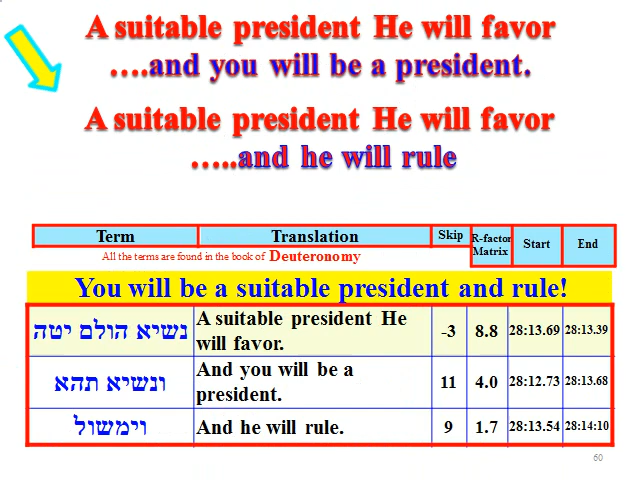 A suitable president He will favor
....and you will be a president.
A suitable president He will favor
.....and he will rule
Term Translation Skip R-factor Matrix Start End
All the terms are found in the book of Deuteronomy
You will be a suitable president and rule!
נשיא הולם יטה A suitable president He will favor. -3 8.8 28:13.69 28:13.39
ונשיא תהא And you will be a president. 11 4.0 28:12.73 28:13.68
וימשול And he will rule. 9 1.7 28:13.54 28:14:10
60